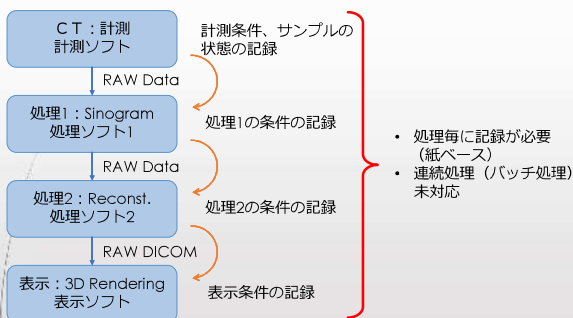 ＣＴ：計測
計測ソフト
計測条件、サンプルの
状態の記録
RAW Data
処理1：Sinogram
処理ソフト1
処理1の条件の記録
RAW Data
処理2：Reconst.
処理ソフト2
処理2の条件の記録
RAW DICOM
表示：3D Rendering
表示ソフト
表示条件の記録
• 処理毎に記録が必要
（紙ベース）
• 連続処理（バッチ処理）
未対応